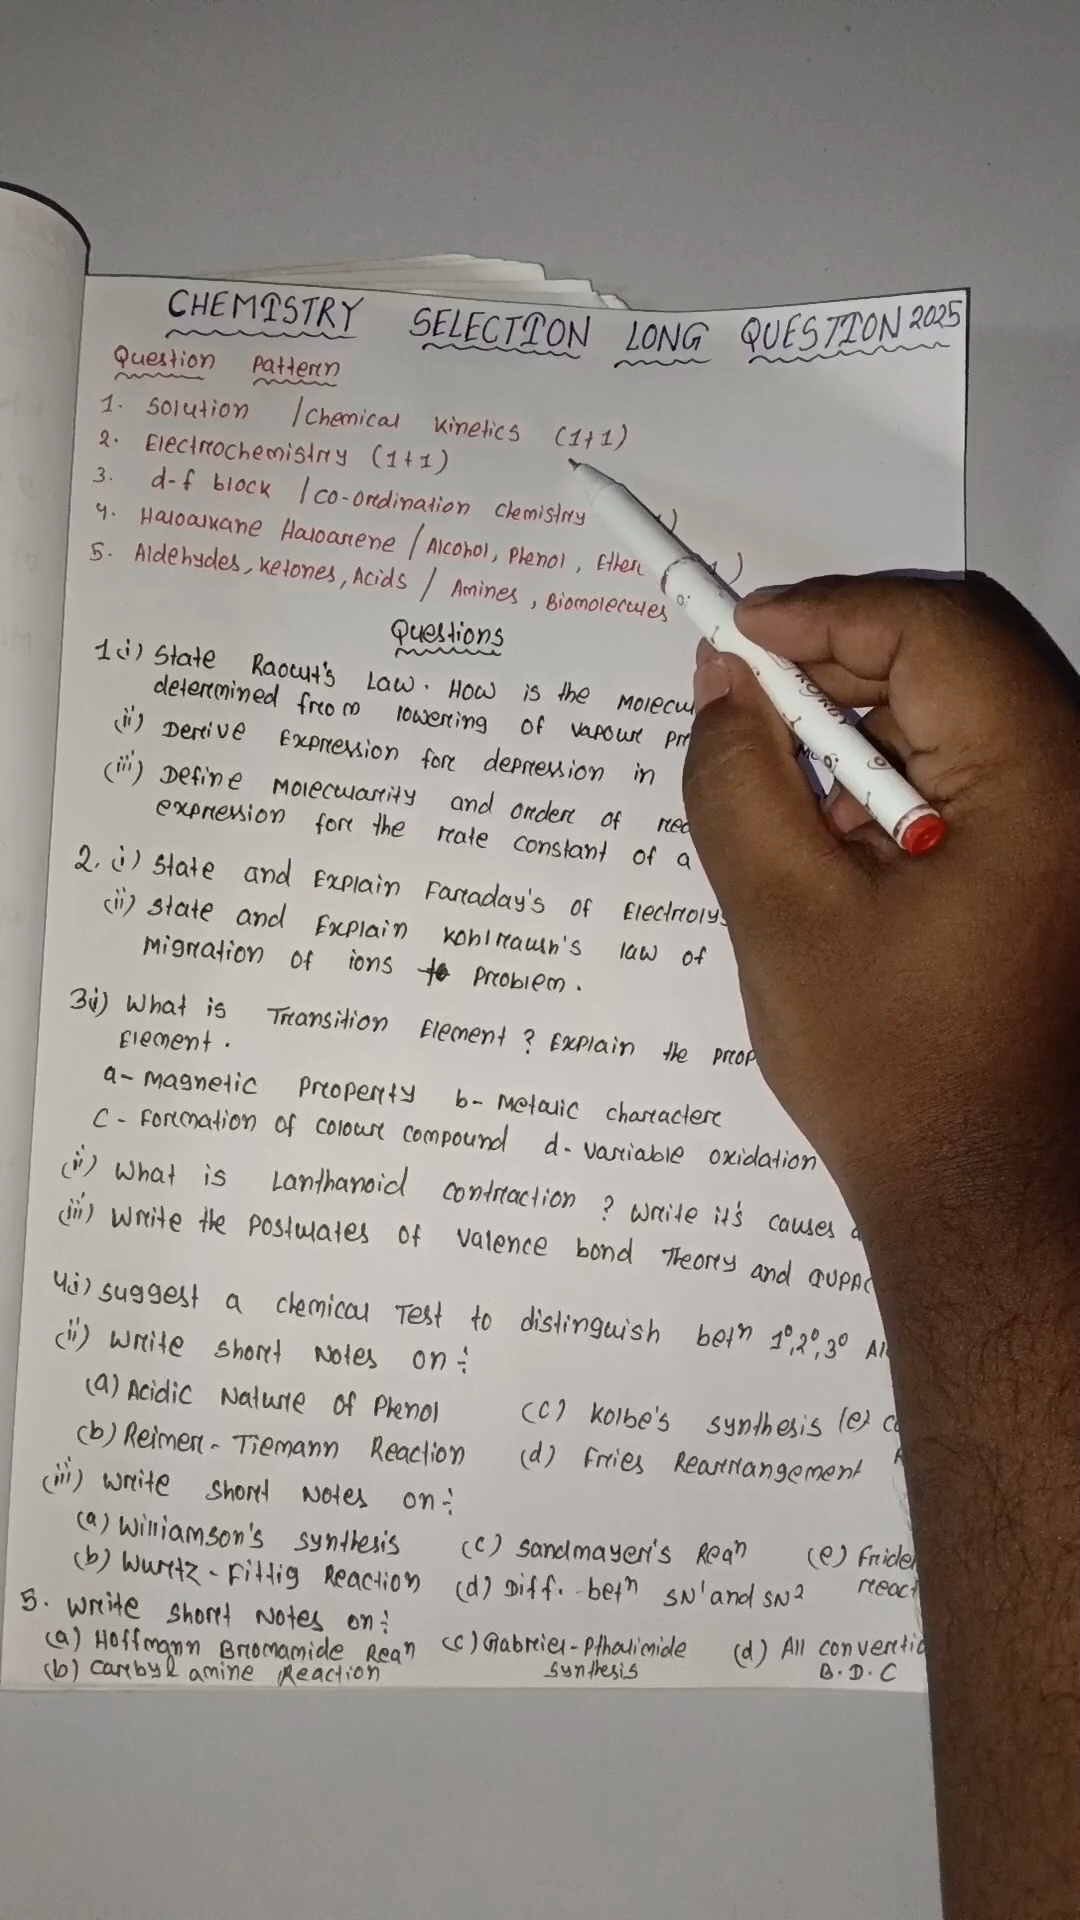 CHEMISTRY SELECTION LONG QUESTION 2025
Question Pattern
1. Solution / Chemical Kinetics (1+1)
2. Electrochemistry (1+1)
3. d-f block / Co-ordination Chemistry
4. Haloalkane Haloarene / Alcohol, Phenol, Ether
5. Aldehydes, Ketones, Acids / Amines, Biomolecules
Questions
1 (i) State Raoult's Law. How is the
determined from lowering of vapour
(ii) Derive Expression for depression in
(iii) Define Molecularity and order of
expression for the rate constant of a
2. (i) State and Explain Faraday's of
(ii) State and Explain Kohlraush's law of
Migration of ions to Problem.
3 (i) What is Transition Element? Explain the
Element.
a- Magnetic Property b- Metalic character
c- Formation of colour compound d- Variable oxidation
(ii) What is Lanthanoid contraction? Write it's causes
(iii) Write the Postulates of Valence bond Theory and IUPAC
4 (i) Suggest a chemical Test to distinguish betn 1°,2°,3°
(ii) Write Short Notes on:
(a) Acidic Nature of Phenol (c) Kolbe's synthesis (e)
(b) Reimer-Tiemann Reaction (d) Fries Rearrangement
(iii) Write Short Notes on:
(a) Williamson's synthesis (c) Sandmayer's Rean (e)
(b) Wurtz-Fittig Reaction (d) Diff. betn SN1 and SN2
5. Write Short Notes on:
(a) Hoffmann Bromamide Rean (c) Gabriel-Pthalimide (d) All
(b) Carbyl amine Reaction synthesis B.D.C